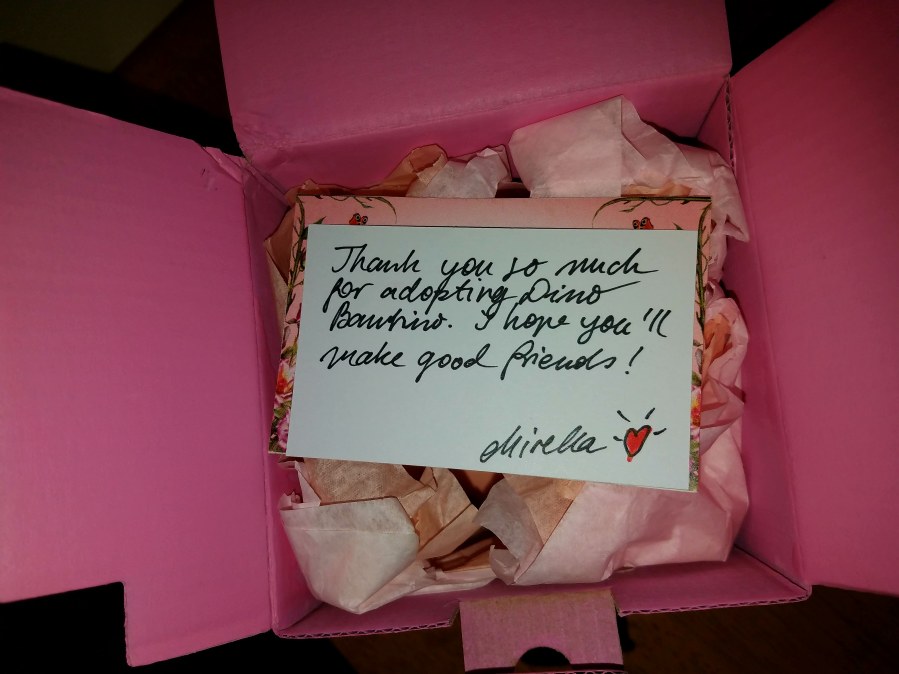 Thank you so much
for adopting Dino
Bambino. I hope you'll
make good friends!
Mirella